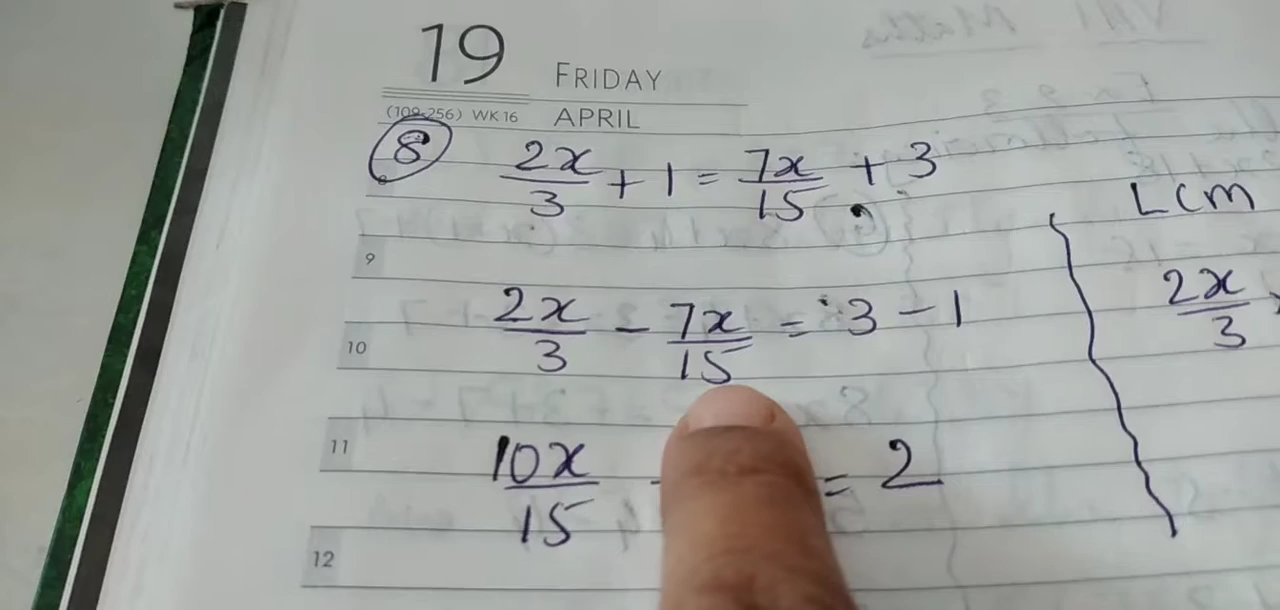 19 FRIDAY
(109-256) WK 16 APRIL
8 2x/3 + 1 = 7x/15 + 3
LCM
9
2x/3 - 7x/15 = 3 - 1
2x/3
10
11
10x/15 - = 2
12